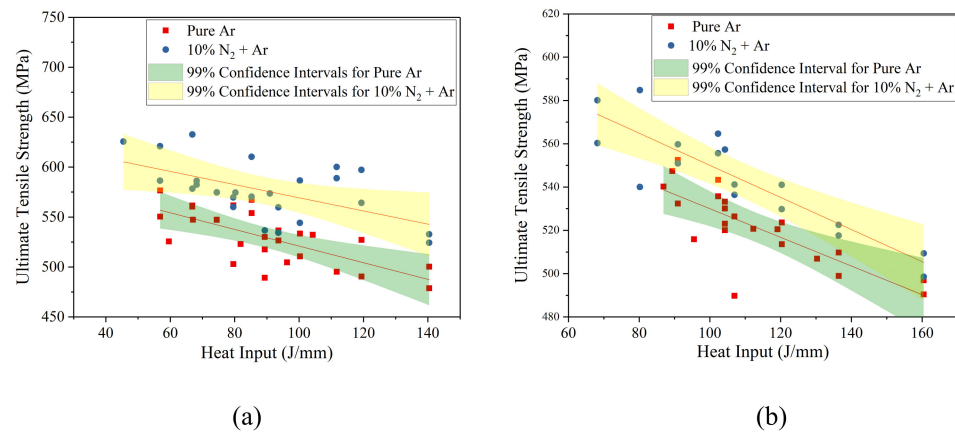 750
700
650
600
550
500
450
Ultimate Tensile Strength (MPa)
40
60
80
100
120
140
160
Heat Input (J/mm)
Pure Ar
10% N₂ + Ar
99% Confidence Intervals for Pure Ar
99% Confidence Intervals for 10% N₂ + Ar
(a)
620
600
580
560
540
520
500
480
Ultimate Tensile Strength (MPa)
60
80
100
120
140
160
Heat Input (J/mm)
Pure Ar
10% N₂ + Ar
99% Confidence Interval for Pure Ar
99% Confidence Interval for 10% N₂ + Ar
(b)